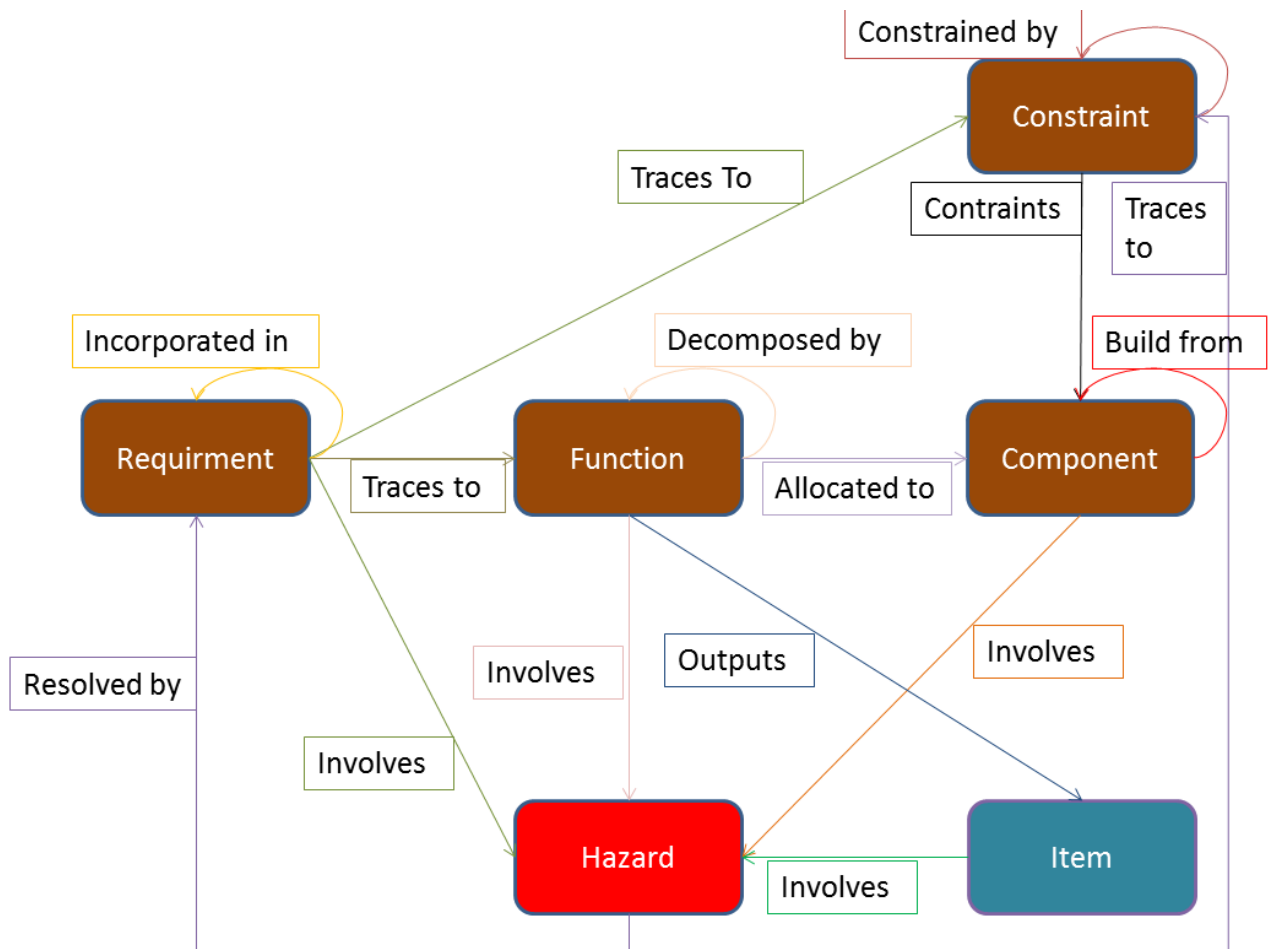 Constrained by
Constraint
Traces To
Contraints
Traces
to
Incorporated in
Decomposed by
Build from
Requirment
Function
Component
Traces to
Allocated to
Resolved by
Involves
Outputs
Involves
Involves
Hazard
Item
Involves